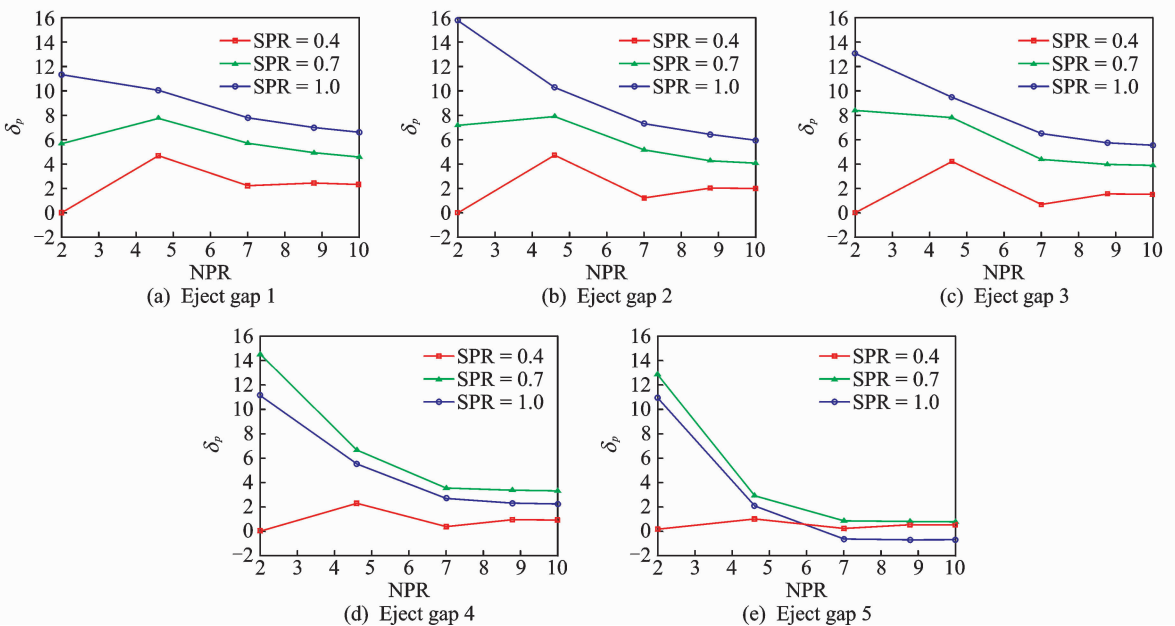 16
14
12
10
8
6
4
2
0
−2
δp
SPR = 0.4
SPR = 0.7
SPR = 1.0
2 3 4 5 6 7 8 9 10
NPR
(a) Eject gap 1
16
14
12
10
8
6
4
2
0
−2
δp
SPR = 0.4
SPR = 0.7
SPR = 1.0
2 3 4 5 6 7 8 9 10
NPR
(b) Eject gap 2
16
14
12
10
8
6
4
2
0
−2
δp
SPR = 0.4
SPR = 0.7
SPR = 1.0
2 3 4 5 6 7 8 9 10
NPR
(c) Eject gap 3
16
14
12
10
8
6
4
2
0
−2
δp
SPR = 0.4
SPR = 0.7
SPR = 1.0
2 3 4 5 6 7 8 9 10
NPR
(d) Eject gap 4
16
14
12
10
8
6
4
2
0
−2
δp
SPR = 0.4
SPR = 0.7
SPR = 1.0
2 3 4 5 6 7 8 9 10
NPR
(e) Eject gap 5